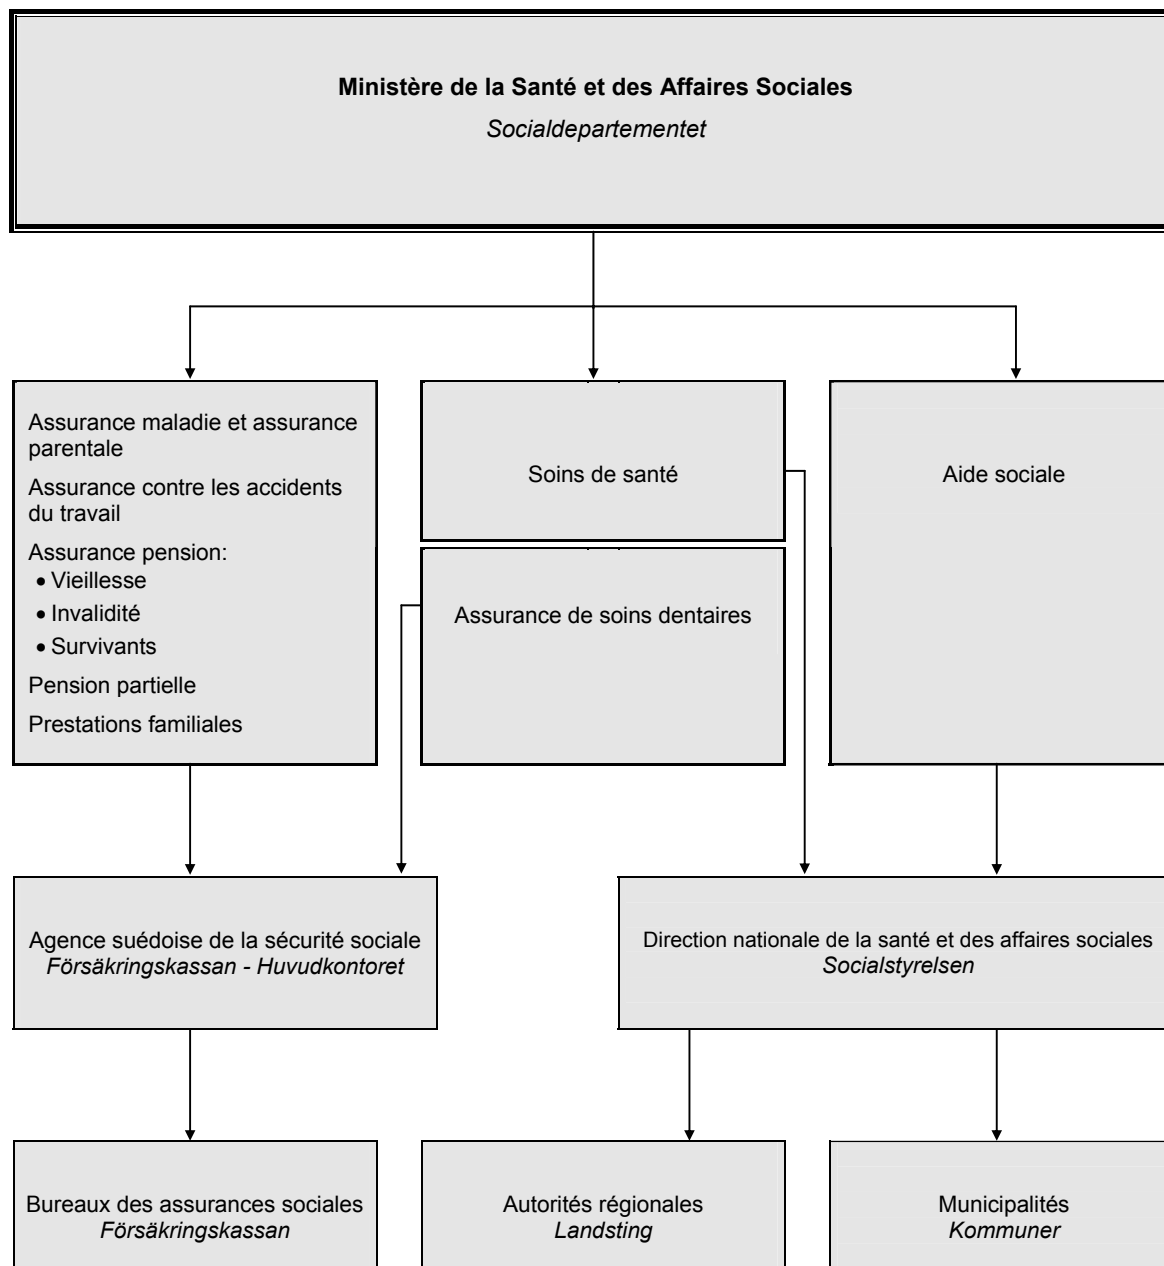 Ministère de la Santé et des Affaires Sociales
Socialdepartementet
Assurance maladie et assurance
parentale
Assurance contre les accidents
du travail
Assurance pension:
• Vieillesse
• Invalidité
• Survivants
Pension partielle
Prestations familiales
Soins de santé
Assurance de soins dentaires
Aide sociale
Agence suédoise de la sécurité sociale
Försäkringskassan - Huvudkontoret
Direction nationale de la santé et des affaires sociales
Socialstyrelsen
Bureaux des assurances sociales
Försäkringskassan
Autorités régionales
Landsting
Municipalités
Kommuner